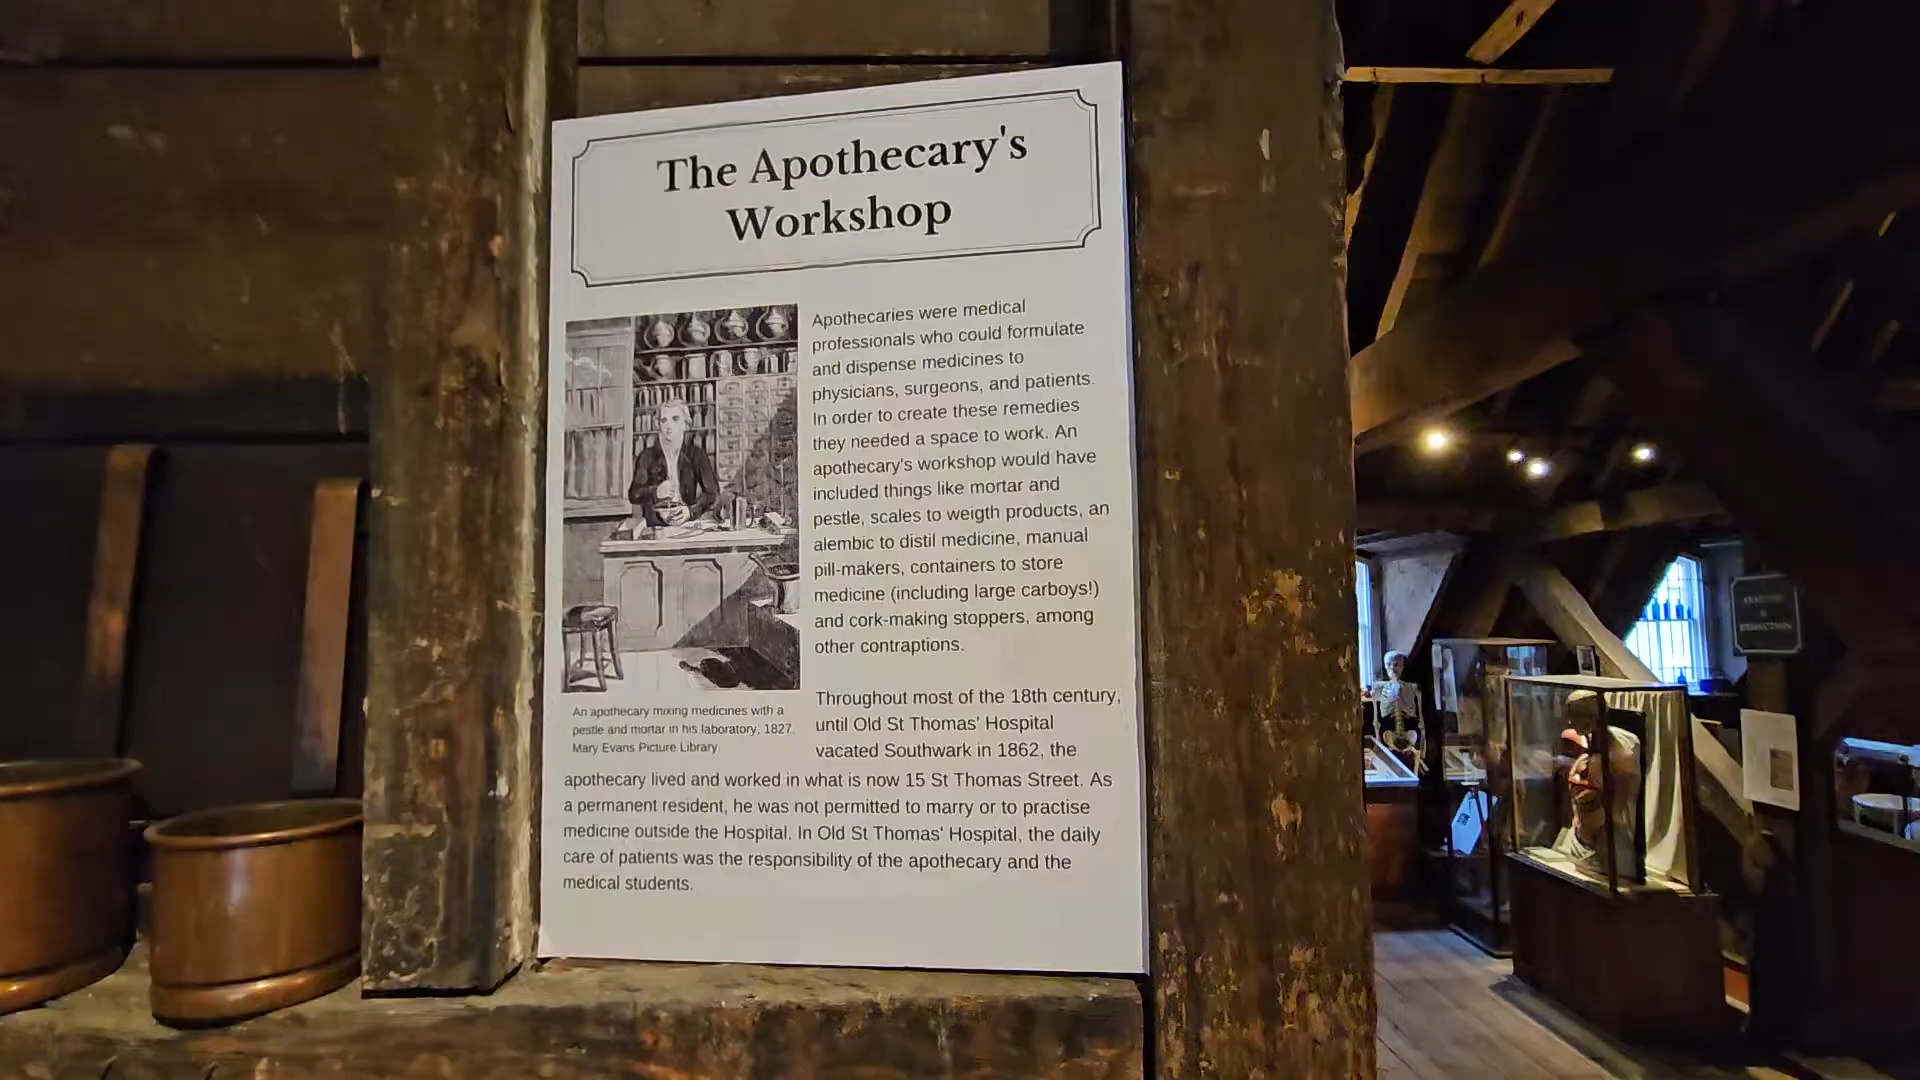 The Apothecary's
Workshop
Apothecaries were medical
professionals who could formulate
and dispense medicines to
physicians, surgeons, and patients.
In order to create these remedies
they needed a space to work. An
apothecary's workshop would have
included things like mortar and
pestle, scales to weigth products, an
alembic to distil medicine, manual
pill-makers, containers to store
medicine (including large carboys!)
and cork-making stoppers, among
other contraptions.
An apothecary mixing medicines with a
pestle and mortar in his laboratory, 1827.
Mary Evans Picture Library
Throughout most of the 18th century,
until Old St Thomas' Hospital
vacated Southwark in 1862, the
apothecary lived and worked in what is now 15 St Thomas Street. As
a permanent resident, he was not permitted to marry or to practise
medicine outside the Hospital. In Old St Thomas' Hospital, the daily
care of patients was the responsibility of the apothecary and the
medical students.